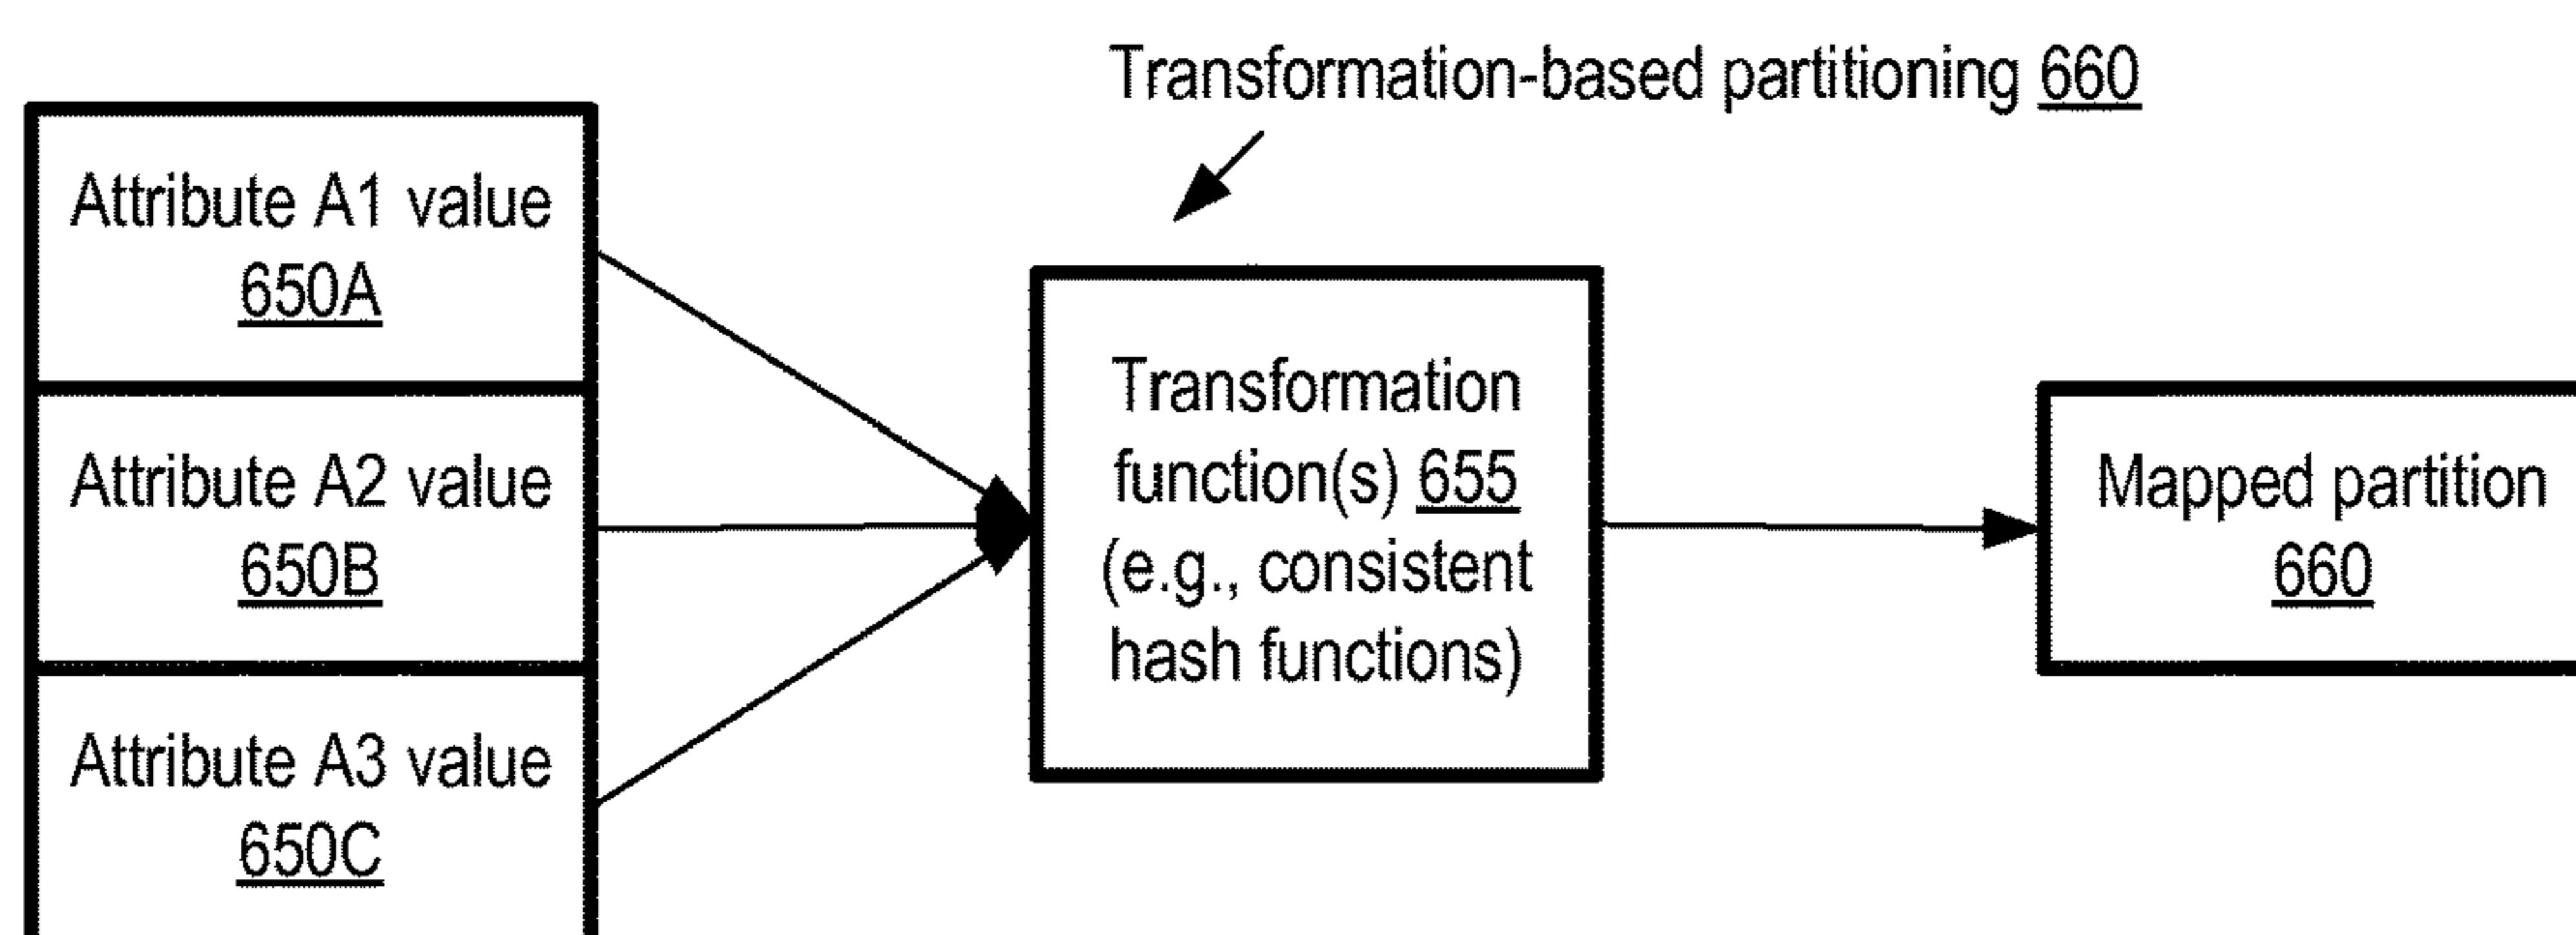 Transformation-based partitioning 660
Attribute A1 value
650A
Attribute A2 value
650B
Attribute A3 value
650C
Transformation
function(s) 655
(e.g., consistent
hash functions)
Mapped partition
660